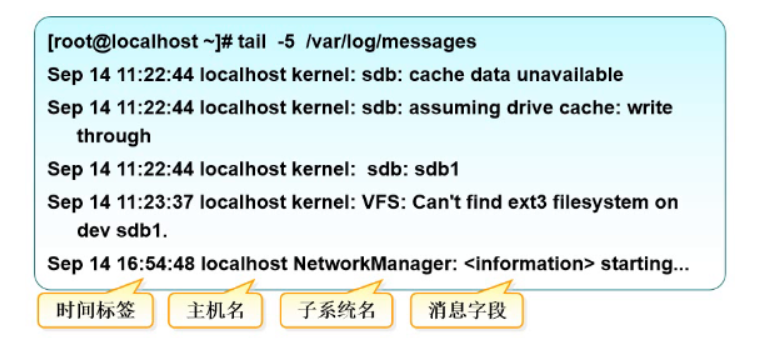 [root@localhost ~]# tail -5 /var/log/messages
Sep 14 11:22:44 localhost kernel: sdb: cache data unavailable
Sep 14 11:22:44 localhost kernel: sdb: assuming drive cache: write
through
Sep 14 11:22:44 localhost kernel: sdb: sdb1
Sep 14 11:23:37 localhost kernel: VFS: Can't find ext3 filesystem on
dev sdb1.
Sep 14 16:54:48 localhost NetworkManager: <information> starting...
时间标签 主机名 子系统名 消息字段